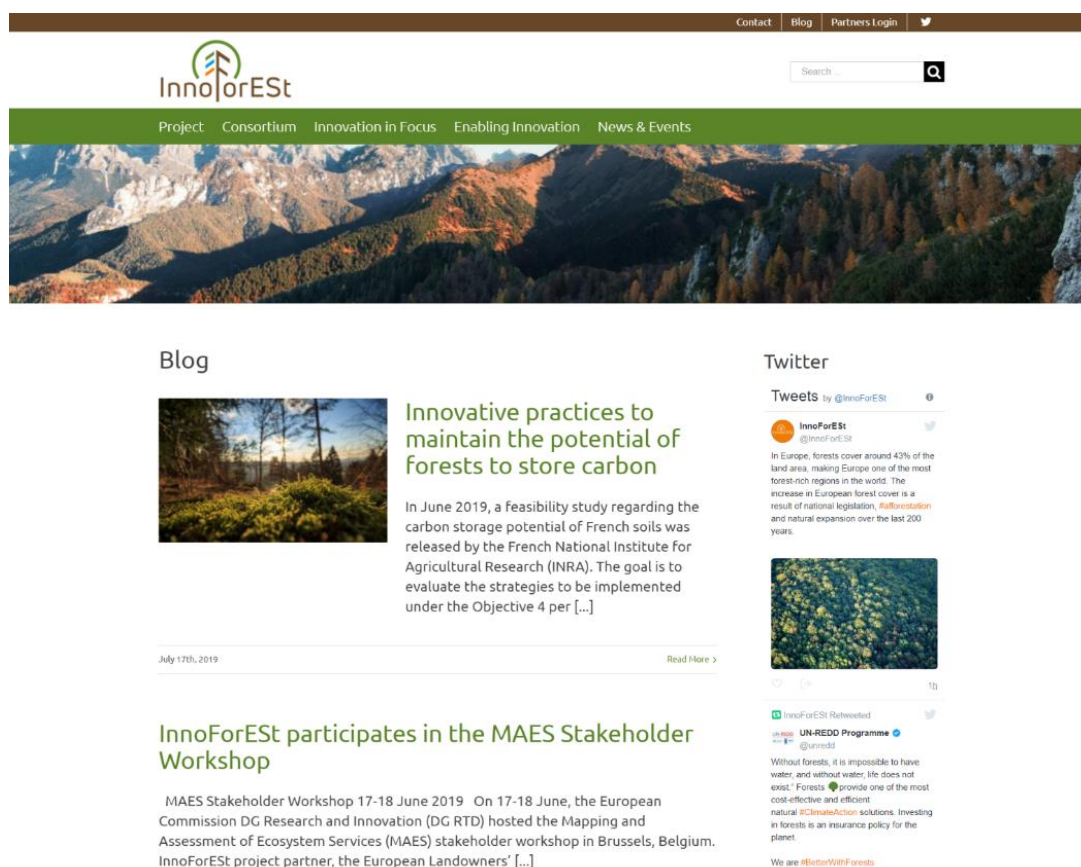 Contact Blog Partners Login
InnoForESt
Search ...
Project Consortium Innovation in Focus Enabling Innovation News & Events
Blog
Innovative practices to
maintain the potential of
forests to store carbon
In June 2019, a feasibility study regarding the
carbon storage potential of French soils was
released by the French National Institute for
Agricultural Research (INRA). The goal is to
evaluate the strategies to be implemented
under the Objective 4 per [...]
July 17th, 2019
Read More >
InnoForESt participates in the MAES Stakeholder
Workshop
MAES Stakeholder Workshop 17-18 June 2019 On 17-18 June, the European
Commission DG Research and Innovation (DG RTD) hosted the Mapping and
Assessment of Ecosystem Services (MAES) stakeholder workshop in Brussels, Belgium.
InnoForESt project partner, the European Landowners' [...]
Twitter
Tweets by @InnoForESt
InnoForESt
@InnoForESt
In Europe, forests cover around 43% of the
land area, making Europe one of the most
forest-rich regions in the world. The
increase in European forest cover is a
result of national legislation, #afforestation
and natural expansion over the last 200
years.
1h
InnoForESt Retweeted
UN-REDD Programme
@unredd
Without forests, it is impossible to have
water, and without water, life does not
exist." Forests provide one of the most
cost-effective and efficient
natural #ClimateAction solutions. Investing
in forests is an insurance policy for the
planet.
We are #BetterWithForests